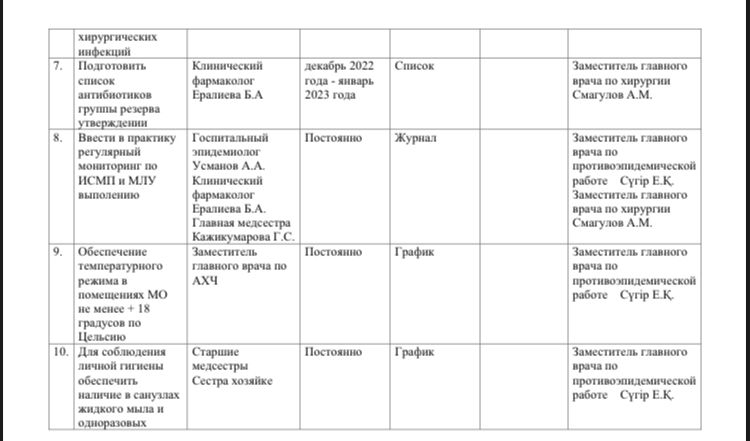 хирургических
инфекций
7. Подготовить список антибиотиков группы резерва утверждении
Клинический фармаколог Ералиева Б.А
декабрь 2022 года - январь 2023 года
Список
Заместитель главного врача по хирургии Смагулов А.М.
8. Ввести в практику регулярный мониторинг по ИСМП и МЛУ выполению
Госпитальный эпидемиолог Усманов А.А. Клинический фармаколог Ералиева Б.А. Главная медсестра Кажикумарова Г.С.
Постоянно
Журнал
Заместитель главного врача по противоэпидемической работе Сүгір Е.Қ. Заместитель главного врача по хирургии Смагулов А.М.
9. Обеспечение температурного режима в помещениях МО не менее + 18 градусов по Цельсию
Заместитель главного врача по АХЧ
Постоянно
График
Заместитель главного врача по противоэпидемической работе Сүгір Е.Қ.
10. Для соблюдения личной гигиены обеспечить наличие в санузлах жидкого мыла и одноразовых
Старшие медсестры Сестра хозяйке
Постоянно
График
Заместитель главного врача по противоэпидемической работе Сүгір Е.Қ.